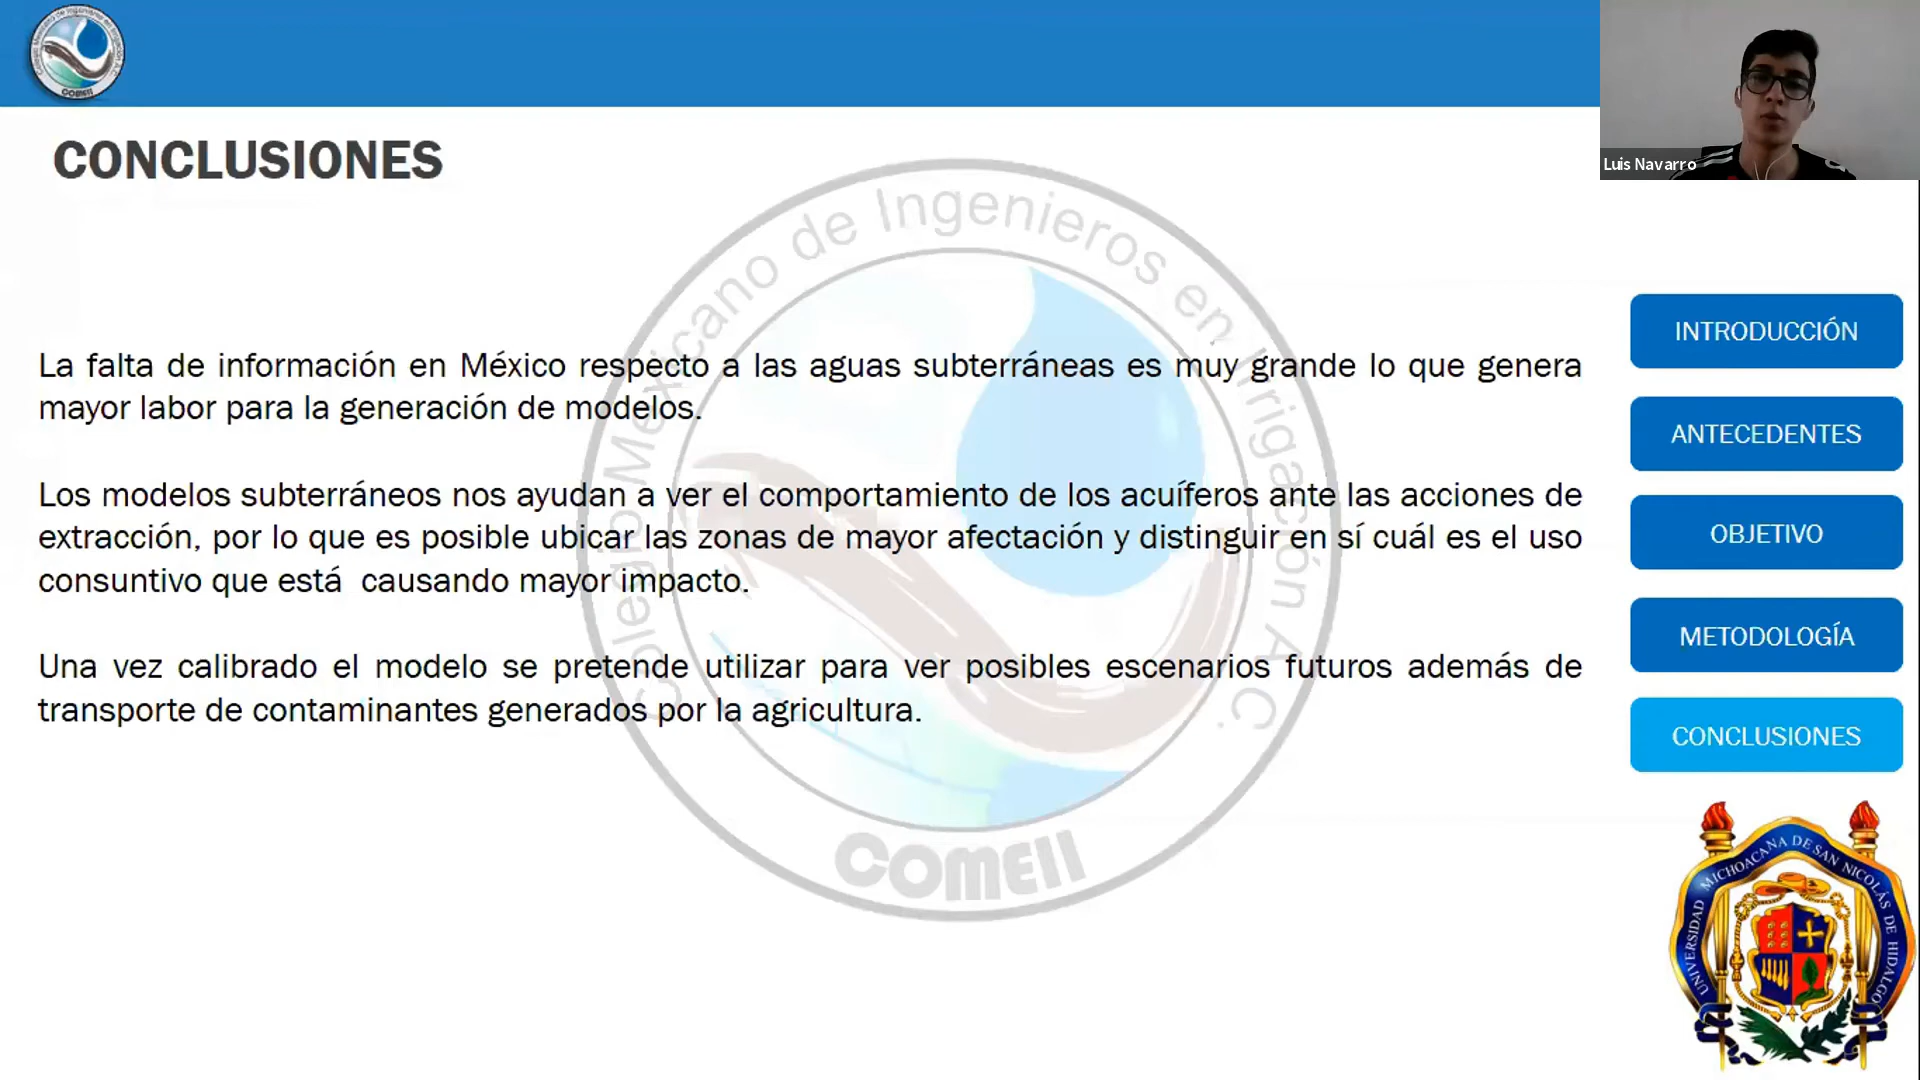 COMEII
Luis Navarro
CONCLUSIONES
Colegio Mexicano de Ingenieros en Irrigación A.C.
La falta de información en México respecto a las aguas subterráneas es muy grande lo que genera
mayor labor para la generación de modelos.
Los modelos subterráneos nos ayudan a ver el comportamiento de los acuíferos ante las acciones de
extracción, por lo que es posible ubicar las zonas de mayor afectación y distinguir en sí cuál es el uso
consuntivo que está  causando mayor impacto.
Una vez calibrado el modelo se pretende utilizar para ver posibles escenarios futuros además de
transporte de contaminantes generados por la agricultura.
COMEII
INTRODUCCIÓN
ANTECEDENTES
OBJETIVO
METODOLOGÍA
CONCLUSIONES
UNIVERSIDAD MICHOACANA DE SAN NICOLÁS DE HIDALGO